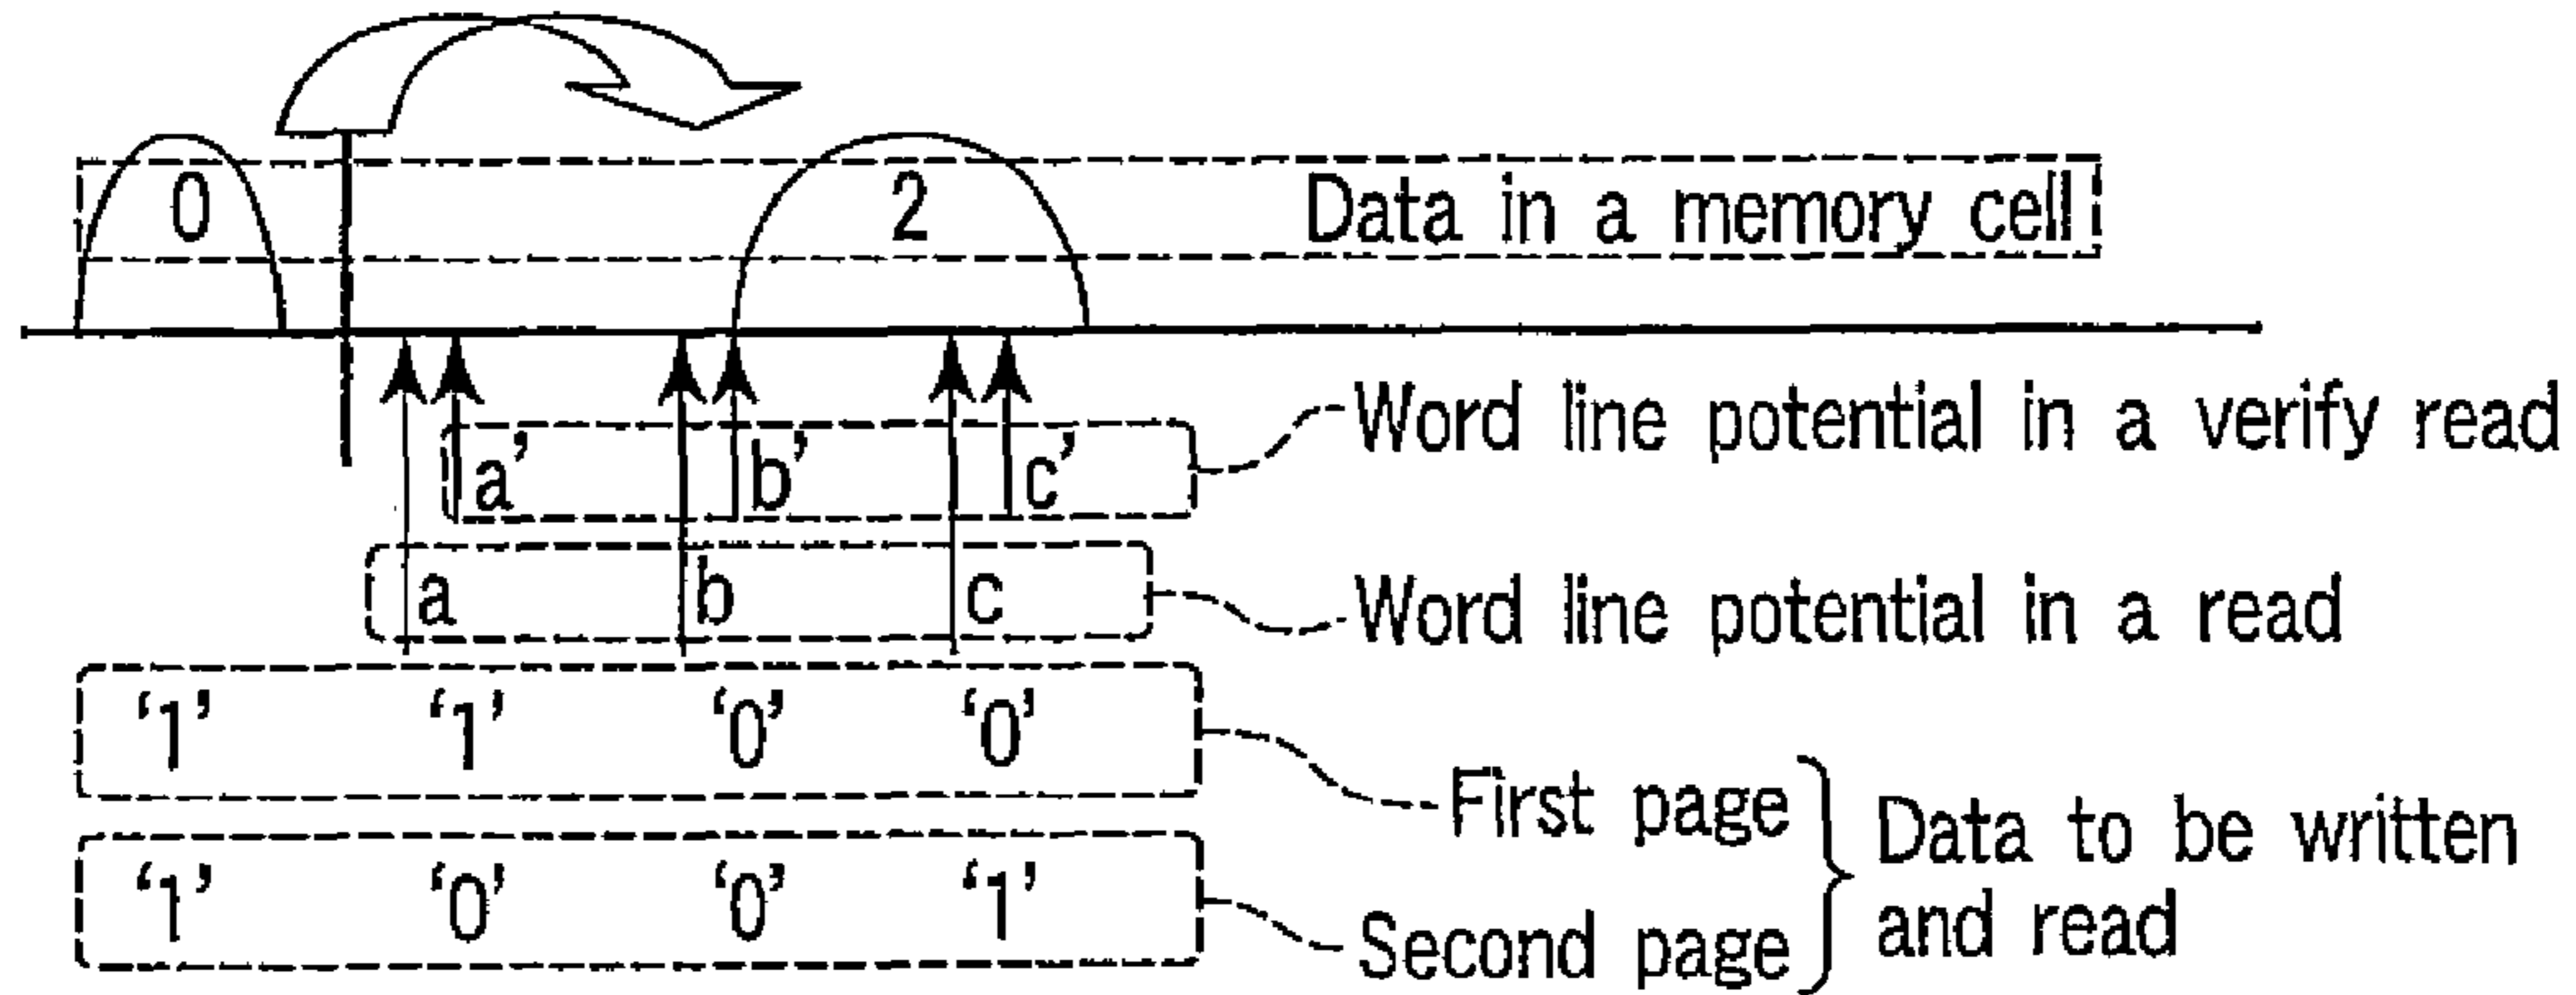 0 2 Data in a memory cell
a' b' c' Word line potential in a verify read
a b c Word line potential in a read
‘1’ ‘1’ ‘0’ ‘0’ First page
‘1’ ‘0’ ‘0’ ‘1’ Second page
Data to be written
and read